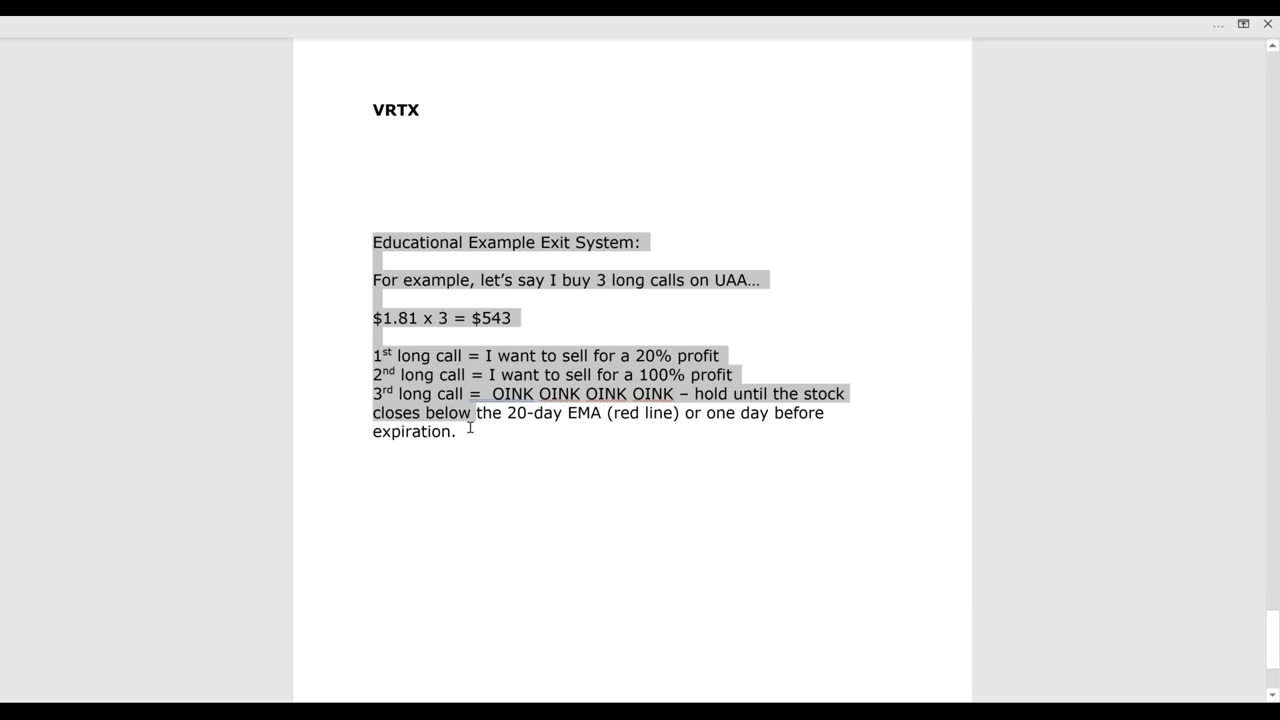 VRTX
Educational Example Exit System:
For example, let’s say I buy 3 long calls on UAA…
$1.81 x 3 = $543
1st long call = I want to sell for a 20% profit
2nd long call = I want to sell for a 100% profit
3rd long call =  OINK OINK OINK OINK – hold until the stock
closes below the 20-day EMA (red line) or one day before
expiration.